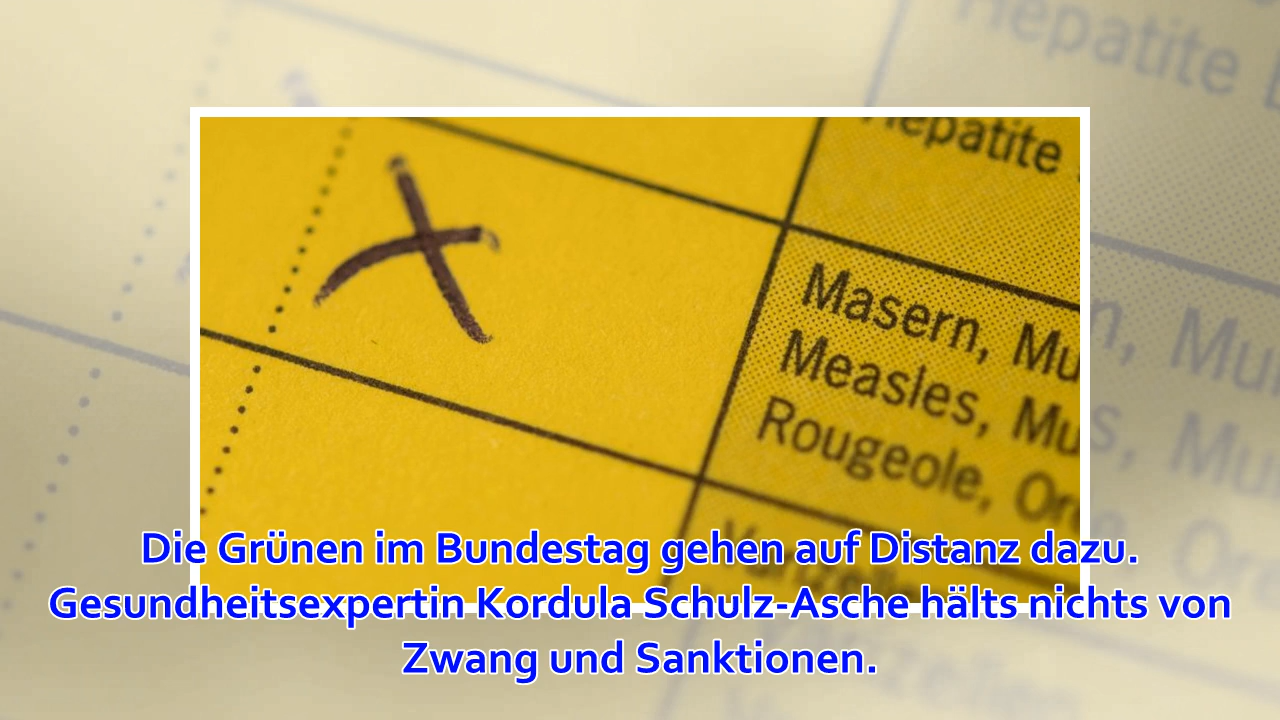 Hepatite
Masern, Mu
Measles, Mu
Rougeole, Ore
Die Grünen im Bundestag gehen auf Distanz dazu.
Gesundheitsexpertin Kordula Schulz-Asche hälts nichts von
Zwang und Sanktionen.